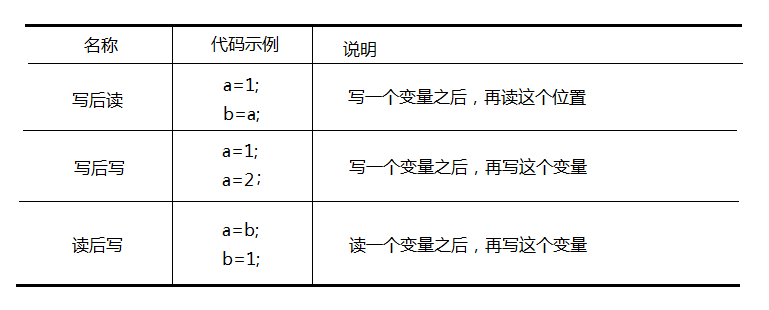 名称 代码示例 说明
写后读 a=1; 写一个变量之后，再读这个位置
b=a;
写后写 a=1; 写一个变量之后，再写这个变量
a=2;
读后写 a=b; 读一个变量之后，再写这个变量
b=1;